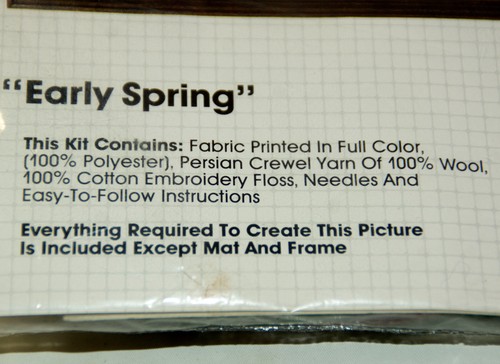 “Early Spring”
This Kit Contains: Fabric Printed In Full Color,
(100% Polyester), Persian Crewel Yarn Of 100% Wool,
100% Cotton Embroidery Floss, Needles And
Easy-To-Follow Instructions
Everything Required To Create This Picture
Is Included Except Mat And Frame